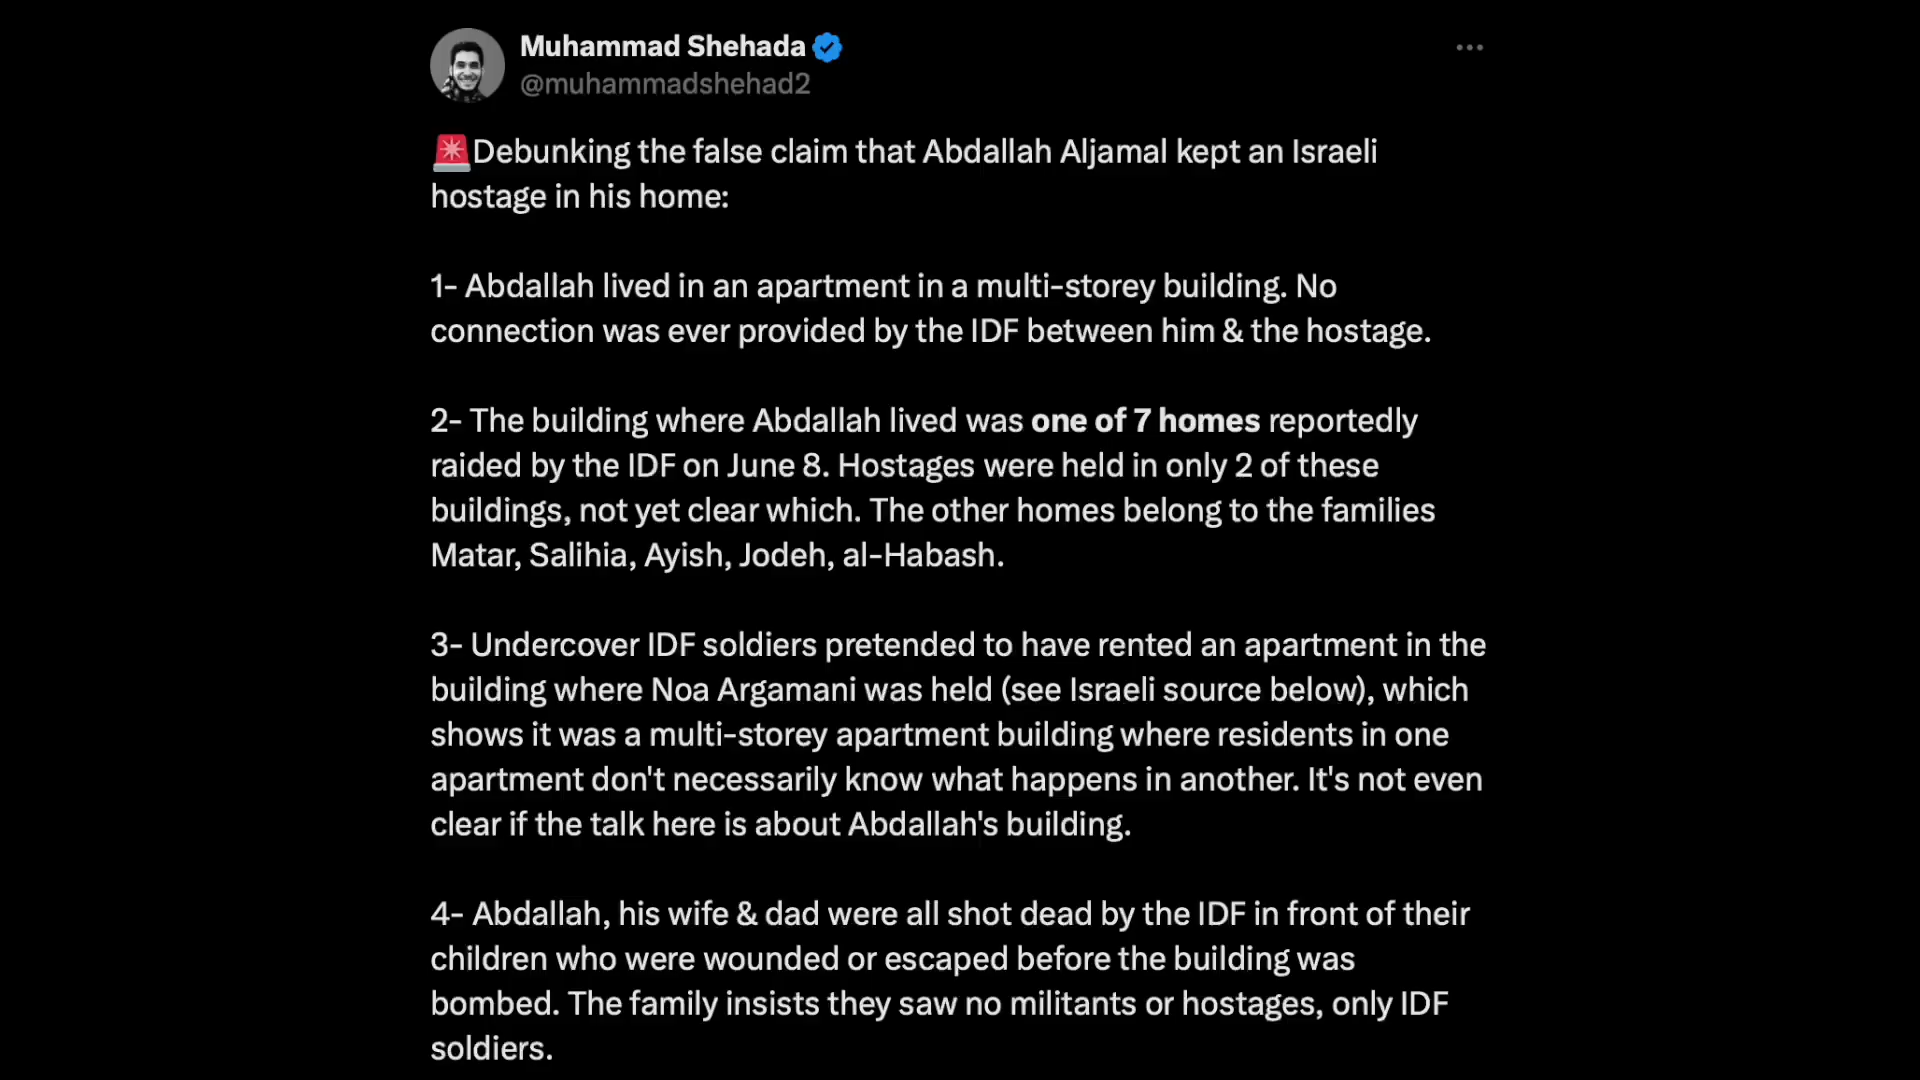 Muhammad Shehada
@muhammadshehad2
🚨Debunking the false claim that Abdallah Aljamal kept an Israeli
hostage in his home:
1- Abdallah lived in an apartment in a multi-storey building. No
connection was ever provided by the IDF between him & the hostage.
2- The building where Abdallah lived was one of 7 homes reportedly
raided by the IDF on June 8. Hostages were held in only 2 of these
buildings, not yet clear which. The other homes belong to the families
Matar, Salihia, Ayish, Jodeh, al-Habash.
3- Undercover IDF soldiers pretended to have rented an apartment in the
building where Noa Argamani was held (see Israeli source below), which
shows it was a multi-storey apartment building where residents in one
apartment don't necessarily know what happens in another. It's not even
clear if the talk here is about Abdallah's building.
4- Abdallah, his wife & dad were all shot dead by the IDF in front of their
children who were wounded or escaped before the building was
bombed. The family insists they saw no militants or hostages, only IDF
soldiers.